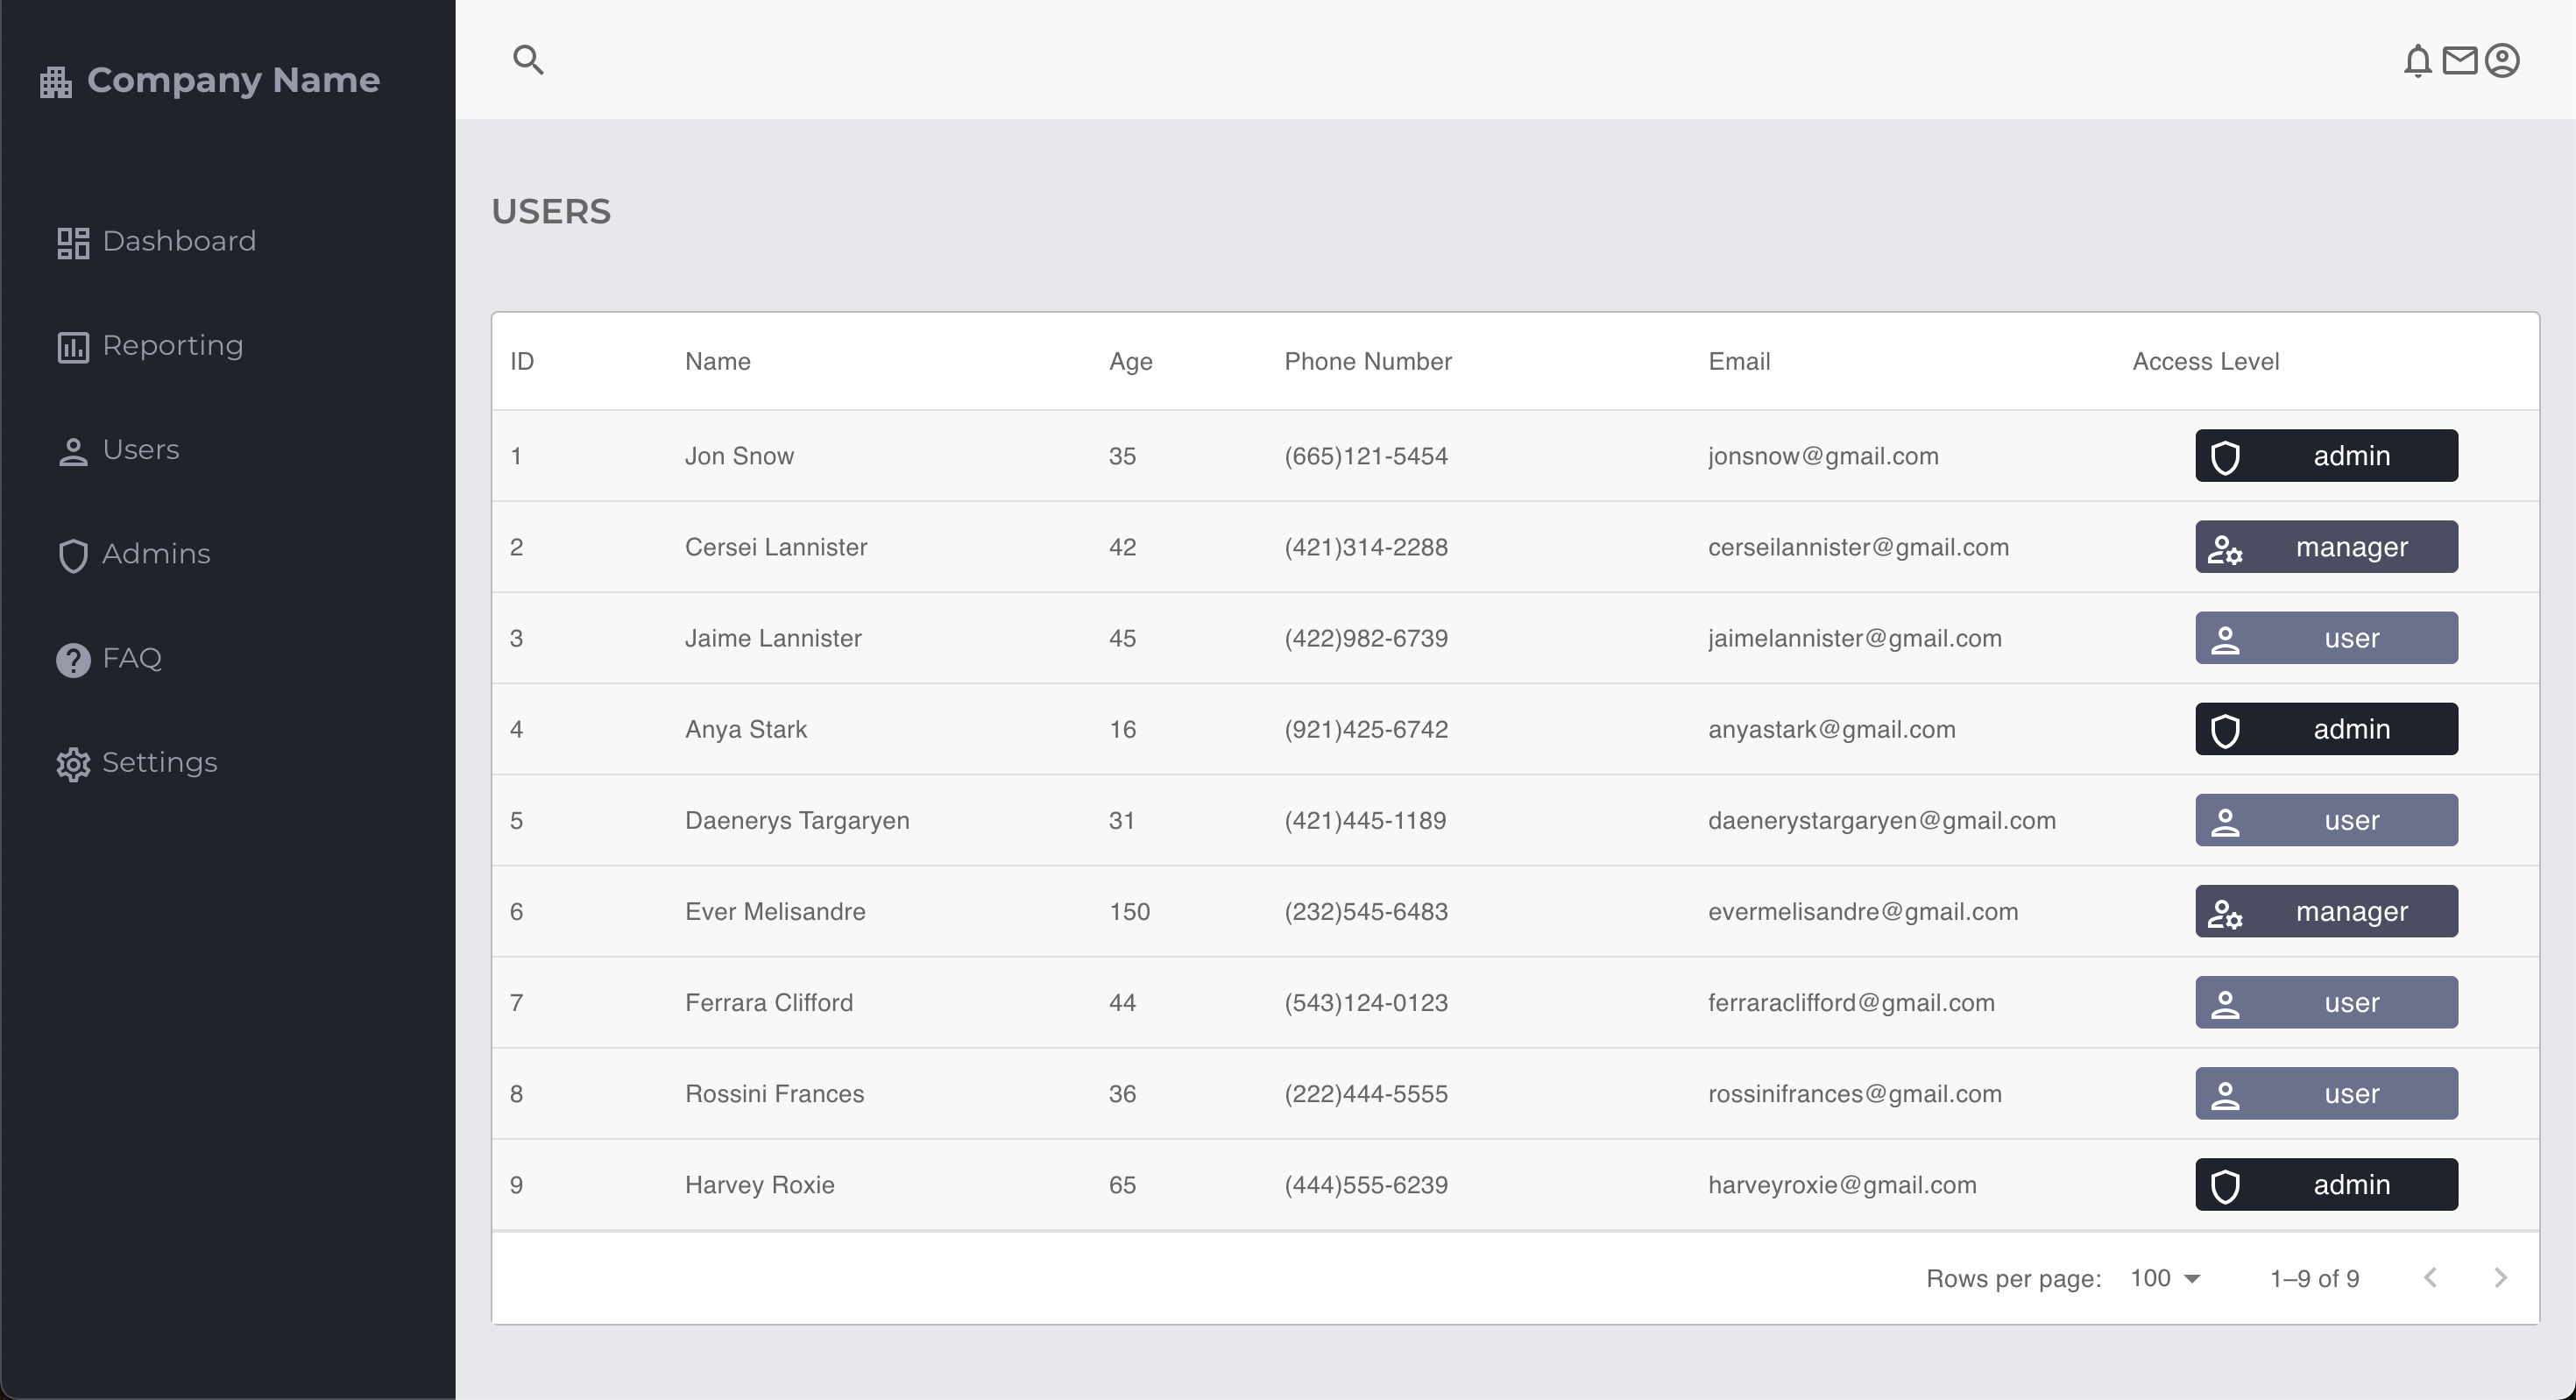 Company Name
Dashboard
Reporting
Users
Admins
FAQ
Settings
USERS
ID Name Age Phone Number Email Access Level
1 Jon Snow 35 (665)121-5454 jonsnow@gmail.com admin
2 Cersei Lannister 42 (421)314-2288 cerseilannister@gmail.com manager
3 Jaime Lannister 45 (422)982-6739 jaimelannister@gmail.com user
4 Anya Stark 16 (921)425-6742 anyastark@gmail.com admin
5 Daenerys Targaryen 31 (421)445-1189 daenerystargaryen@gmail.com user
6 Ever Melisandre 150 (232)545-6483 evermelisandre@gmail.com manager
7 Ferrara Clifford 44 (543)124-0123 ferraraclifford@gmail.com user
8 Rossini Frances 36 (222)444-5555 rossinifrances@gmail.com user
9 Harvey Roxie 65 (444)555-6239 harveyroxie@gmail.com admin
Rows per page: 100 1–9 of 9